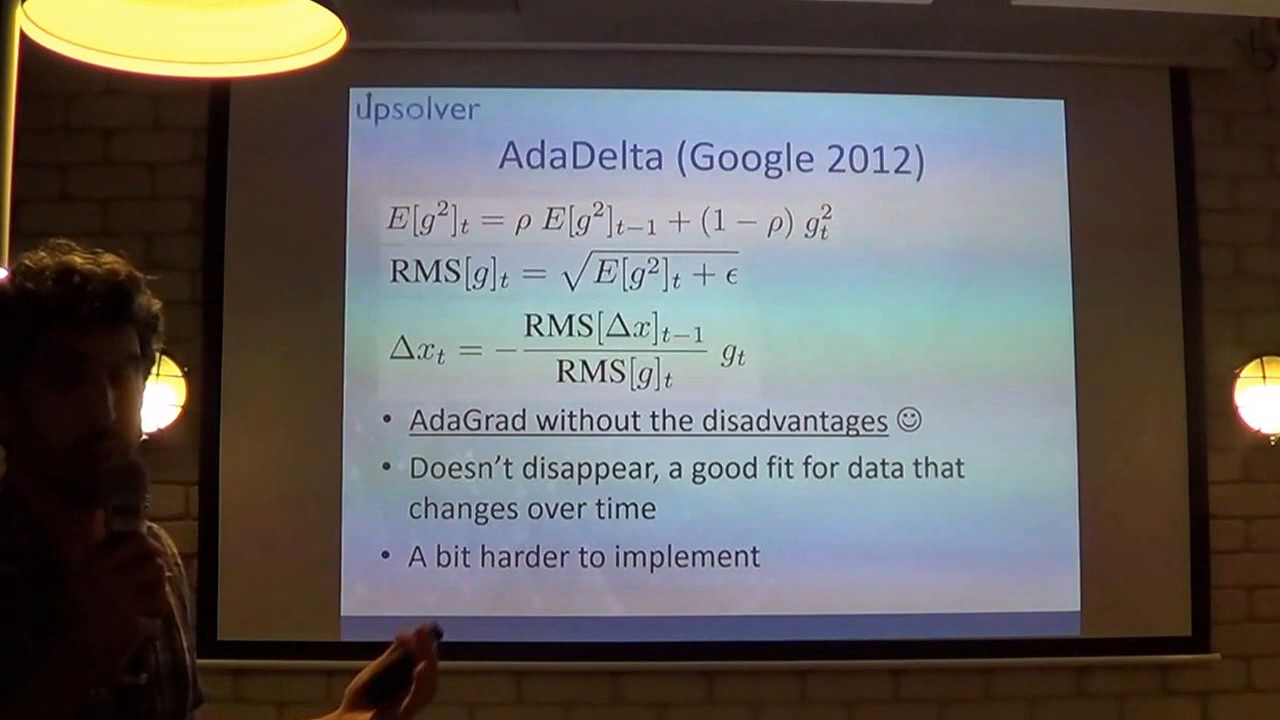 upsolver
AdaDelta (Google 2012)
E[g²]ₜ = ρ E[g²]ₜ₋₁ + (1 − ρ) gₜ²
RMS[g]ₜ = √(E[g²]ₜ + ϵ)
Δxₜ = − RMS[Δx]ₜ₋₁ / RMS[g]ₜ gₜ
• AdaGrad without the disadvantages ☺
• Doesn't disappear, a good fit for data that
changes over time
• A bit harder to implement